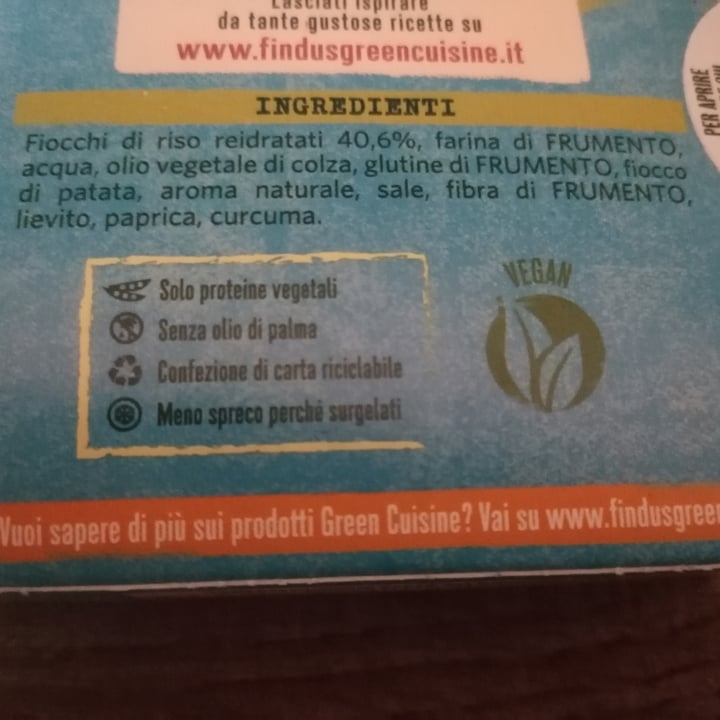 Lasciati ispirare
da tante gustose ricette su
www.findusgreencuisine.it
PER APRIRE
INGREDIENTI
Fiocchi di riso reidratati 40,6%, farina di FRUMENTO,
acqua, olio vegetale di colza, glutine di FRUMENTO, fiocco
di patata, aroma naturale, sale, fibra di FRUMENTO,
lievito, paprica, curcuma.
Solo proteine vegetali
Senza olio di palma
Confezione di carta riciclabile
Meno spreco perché surgelati
VEGAN
Vuoi sapere di più sui prodotti Green Cuisine? Vai su www.findusgreen